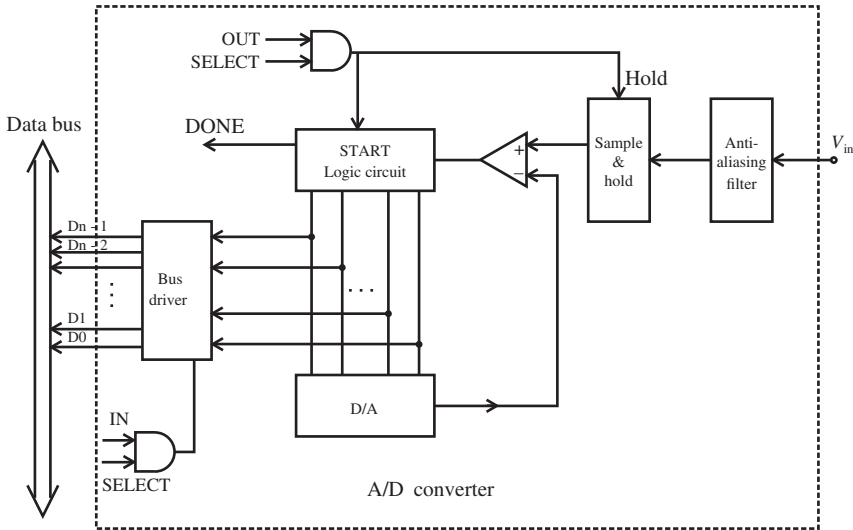 OUT
SELECT
Hold
Data bus
DONE
START
Logic circuit
+
−
Sample
&
hold
Anti-
aliasing
filter
Vin
Dn - 1
Dn - 2
Bus
driver
. . .
D1
D0
D/A
IN
SELECT
A/D converter